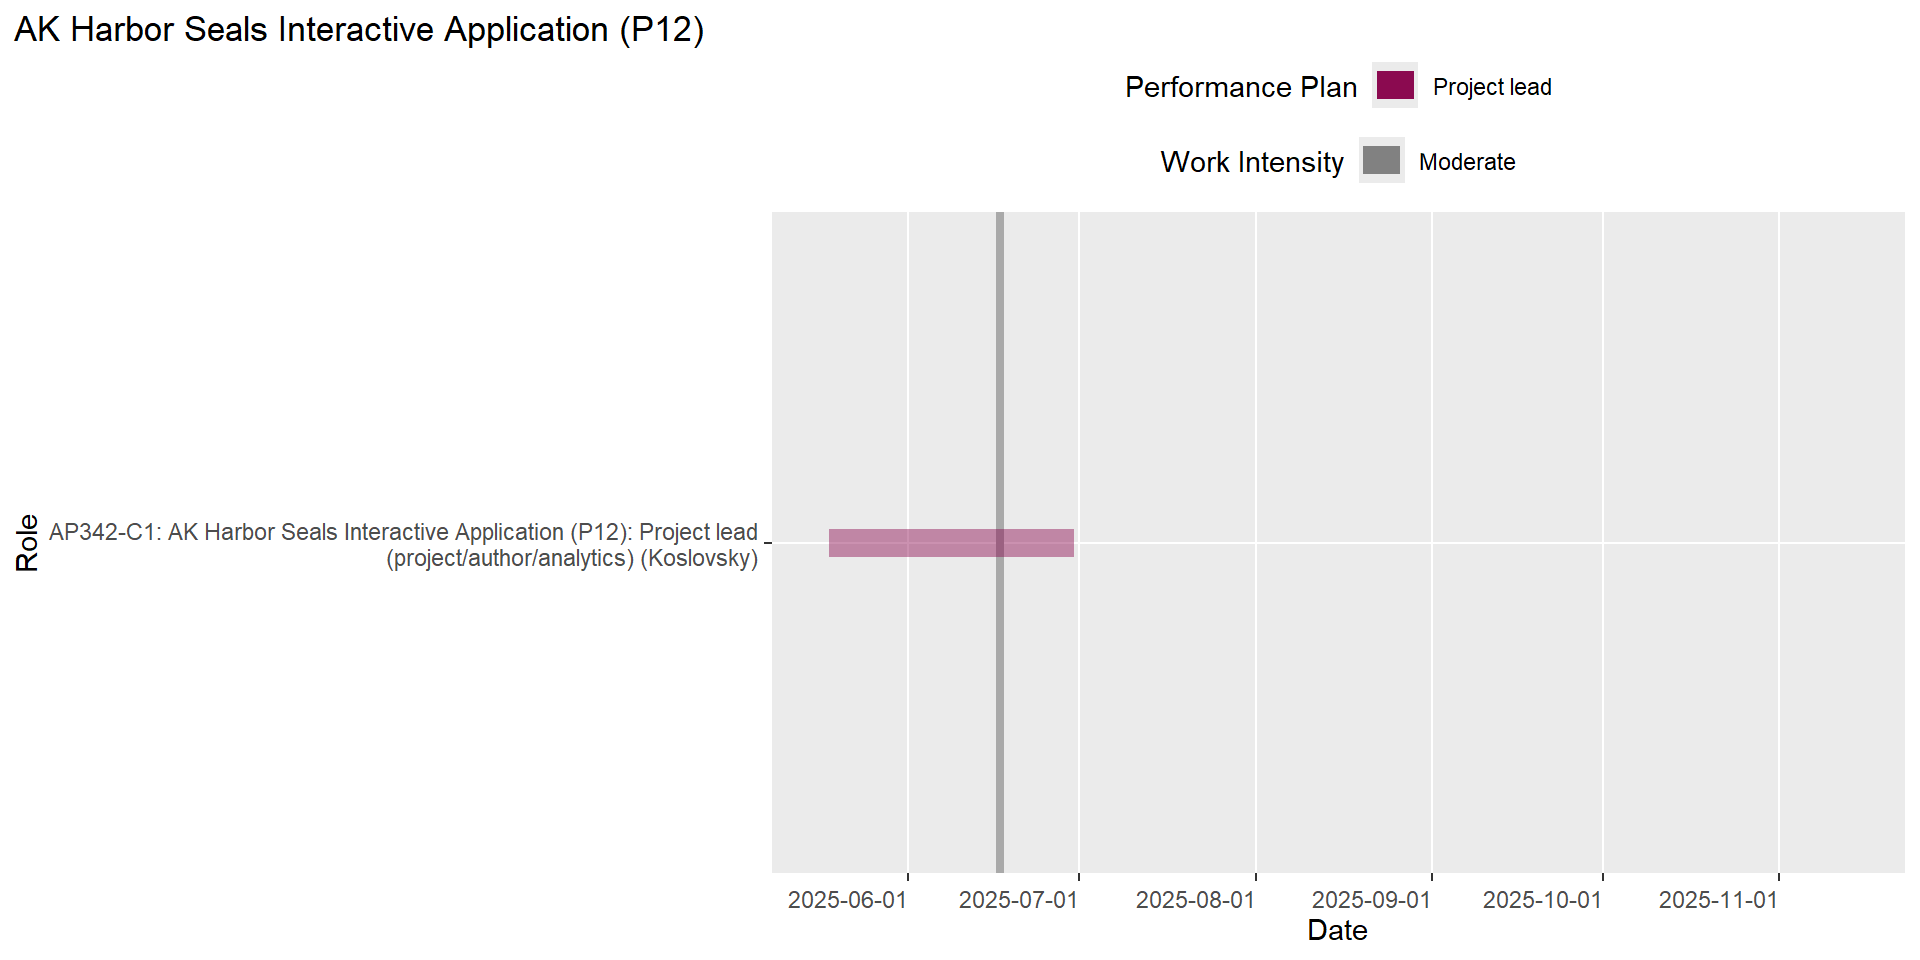 AK Harbor Seals Interactive Application (P12)
Performance Plan Project lead
Work Intensity Moderate
Role
AP342-C1: AK Harbor Seals Interactive Application (P12): Project lead
(project/author/analytics) (Koslovsky)
2025-06-01 2025-07-01 2025-08-01 2025-09-01 2025-10-01 2025-11-01
Date